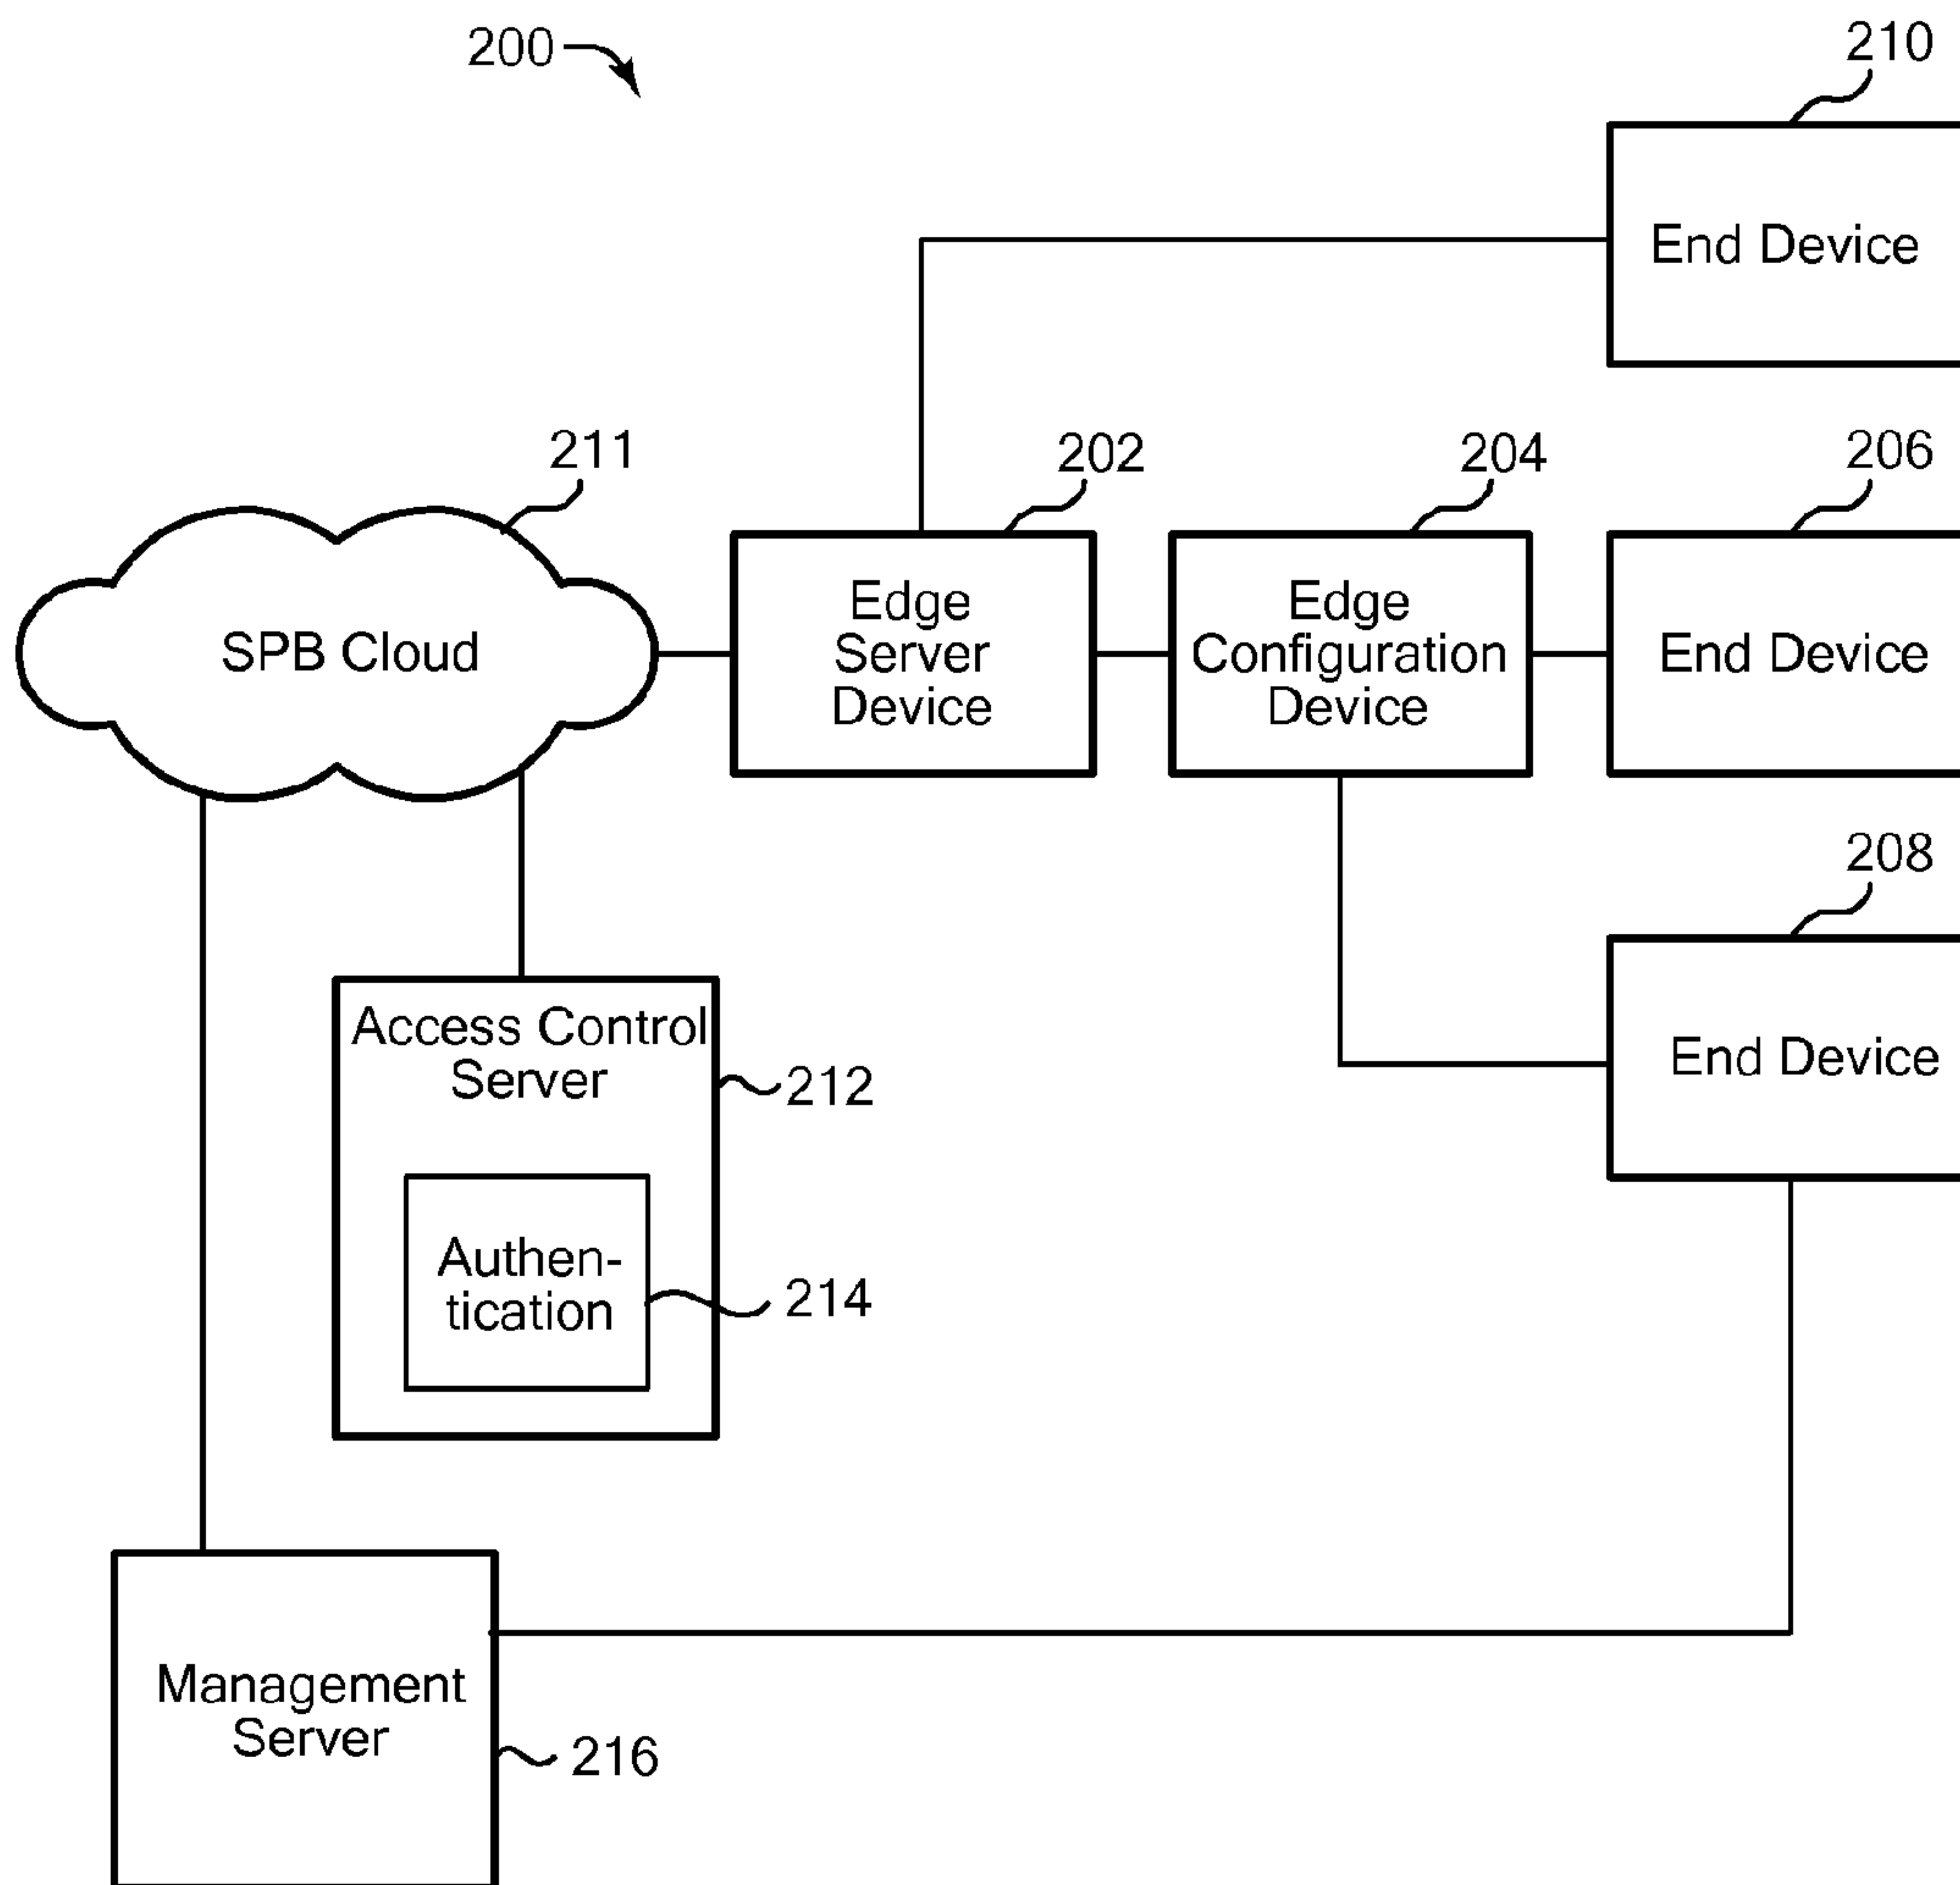 200
210
End Device
211
202
204
206
SPB Cloud
Edge
Server
Device
Edge
Configuration
Device
End Device
208
End Device
Access Control
Server
212
Authen-
tication
214
Management
Server
216